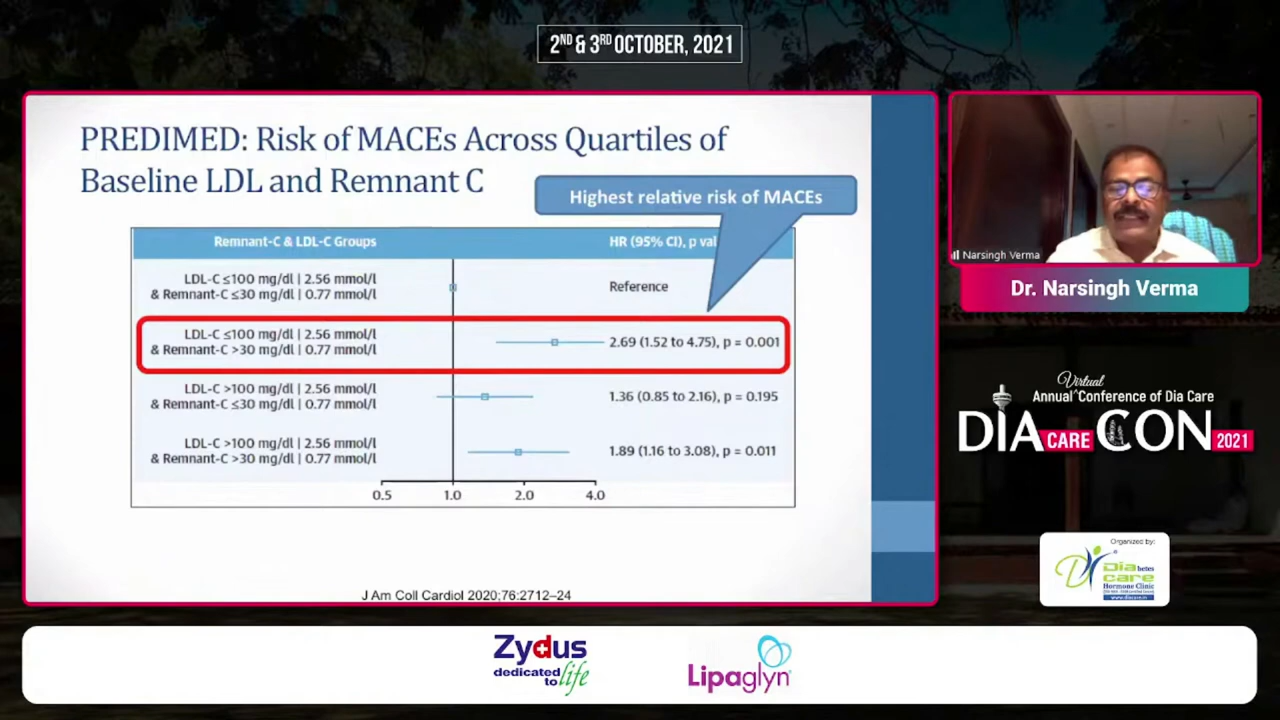 2ND & 3RD OCTOBER, 2021
PREDIMED: Risk of MACEs Across Quartiles of
Baseline LDL and Remnant C
Highest relative risk of MACEs
Remnant-C & LDL-C Groups
HR (95% CI), p val
LDL-C ≤100 mg/dl | 2.56 mmol/l
& Remnant-C ≤30 mg/dl | 0.77 mmol/l
Reference
LDL-C ≤100 mg/dl | 2.56 mmol/l
& Remnant-C >30 mg/dl | 0.77 mmol/l
2.69 (1.52 to 4.75), p = 0.001
LDL-C >100 mg/dl | 2.56 mmol/l
& Remnant-C ≤30 mg/dl | 0.77 mmol/l
1.36 (0.85 to 2.16), p = 0.195
LDL-C >100 mg/dl | 2.56 mmol/l
& Remnant-C >30 mg/dl | 0.77 mmol/l
1.89 (1.16 to 3.08), p = 0.011
0.5 1.0 2.0 4.0
J Am Coll Cardiol 2020;76:2712–24
Narsingh Verma
Dr. Narsingh Verma
Virtual
Annual Conference of Dia Care
DIA CARE CON 2021
Organized by:
Diabetes
care
Hormone Clinic
Zydus
dedicated
to life
Lipaglyn